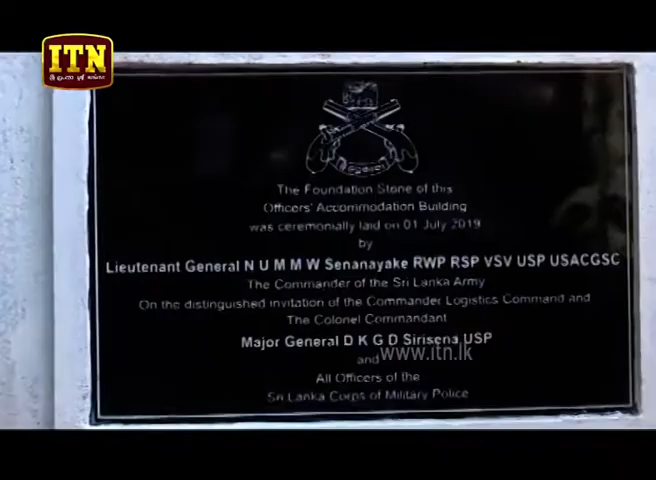 ITN
The Foundation Stone of this
Officers' Accommodation Building
was ceremonially laid on 01 July 2019
by
Lieutenant General N U M M W Senanayake RWP RSP VSV USP USACGSC
The Commander of the Sri Lanka Army
On the distinguished invitation of the Commander Logistics Command and
The Colonel Commandant
Major General D K G D Sirisena USP
and
www.itn.lk
All Officers of the
Sri Lanka Corps of Military Police